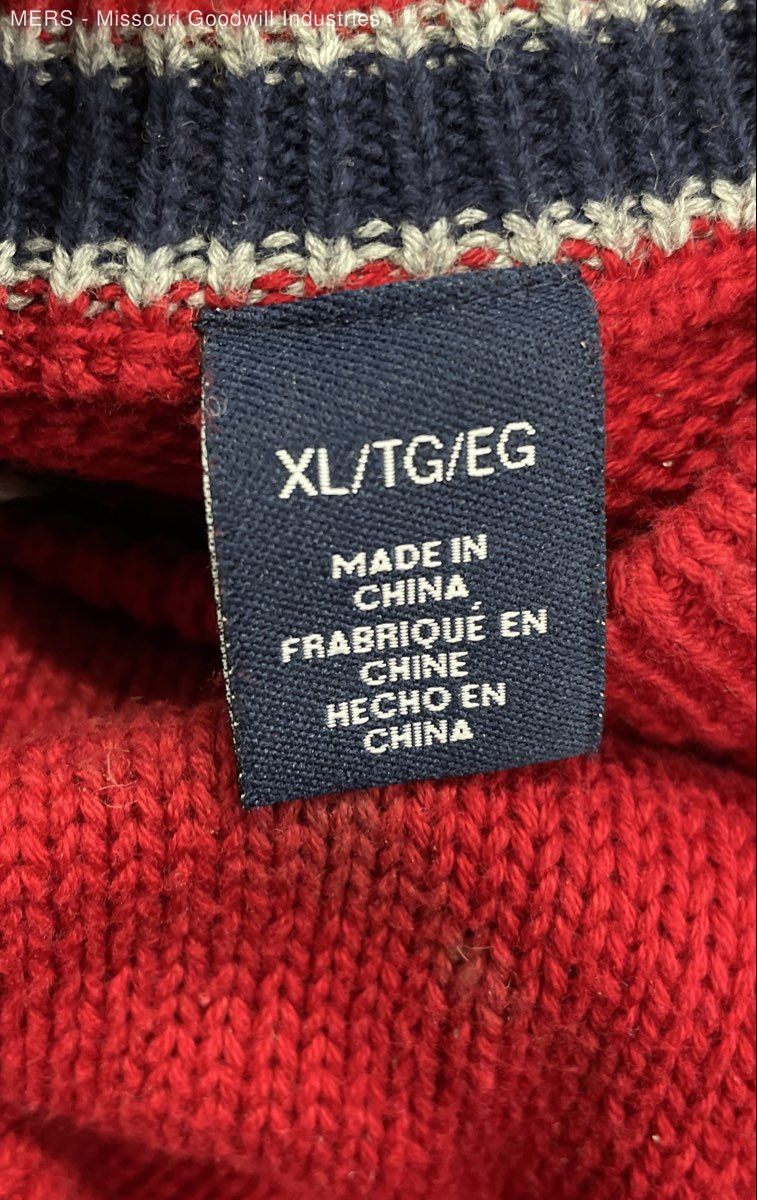 MERS - Missouri Goodwill Industries
XL/TG/EG
MADE IN
CHINA
FRABRIQUÉ EN
CHINE
HECHO EN
CHINA